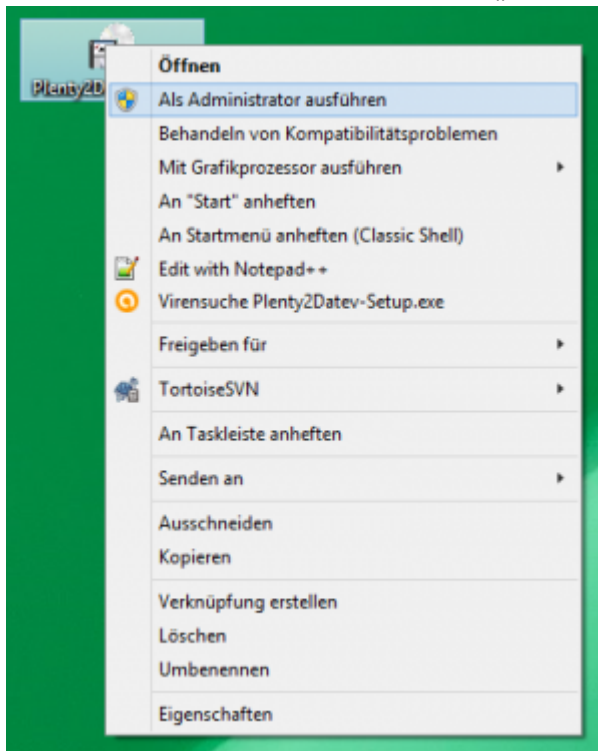 Plenty2D
Öffnen
Als Administrator ausführen
Behandeln von Kompatibilitätsproblemen
Mit Grafikprozessor ausführen
An "Start" anheften
An Startmenü anheften (Classic Shell)
Edit with Notepad++
Virensuche Plenty2Datev-Setup.exe
Freigeben für
TortoiseSVN
An Taskleiste anheften
Senden an
Ausschneiden
Kopieren
Verknüpfung erstellen
Löschen
Umbenennen
Eigenschaften